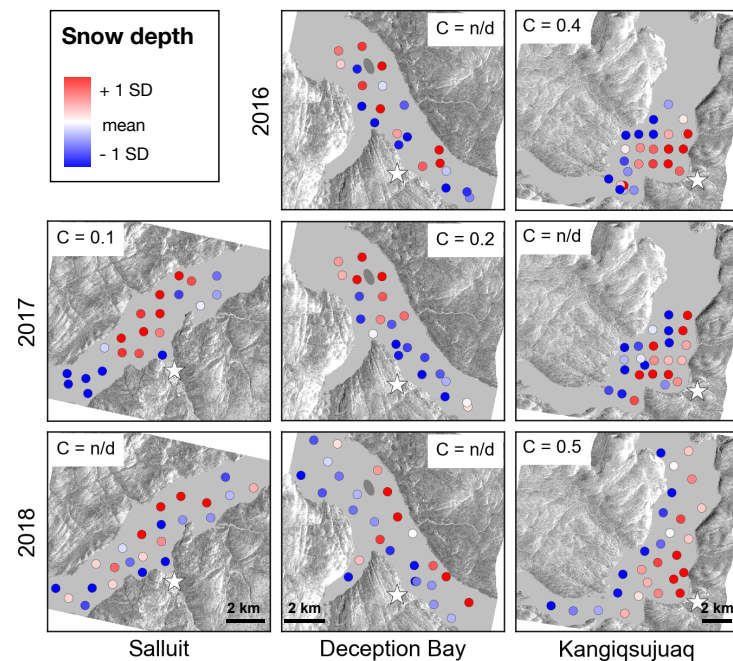 Snow depth
+ 1 SD
mean
- 1 SD
2016
C = n/d
C = 0.4
2017
C = 0.1
C = 0.2
C = n/d
2018
C = n/d
C = n/d
C = 0.5
2 km
2 km
2 km
Salluit
Deception Bay
Kangiqsujuaq